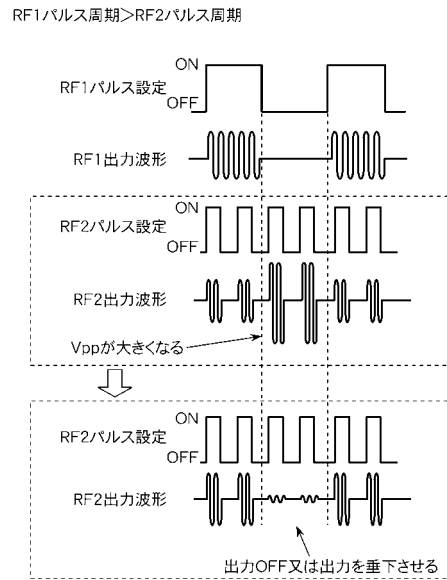 RF1パルス周期>RF2パルス周期
ON
RF1パルス設定
OFF
RF1出力波形
ON
RF2パルス設定
OFF
RF2出力波形
Vppが大きくなる
ON
RF2パルス設定
OFF
RF2出力波形
出力OFF又は出力を垂下させる